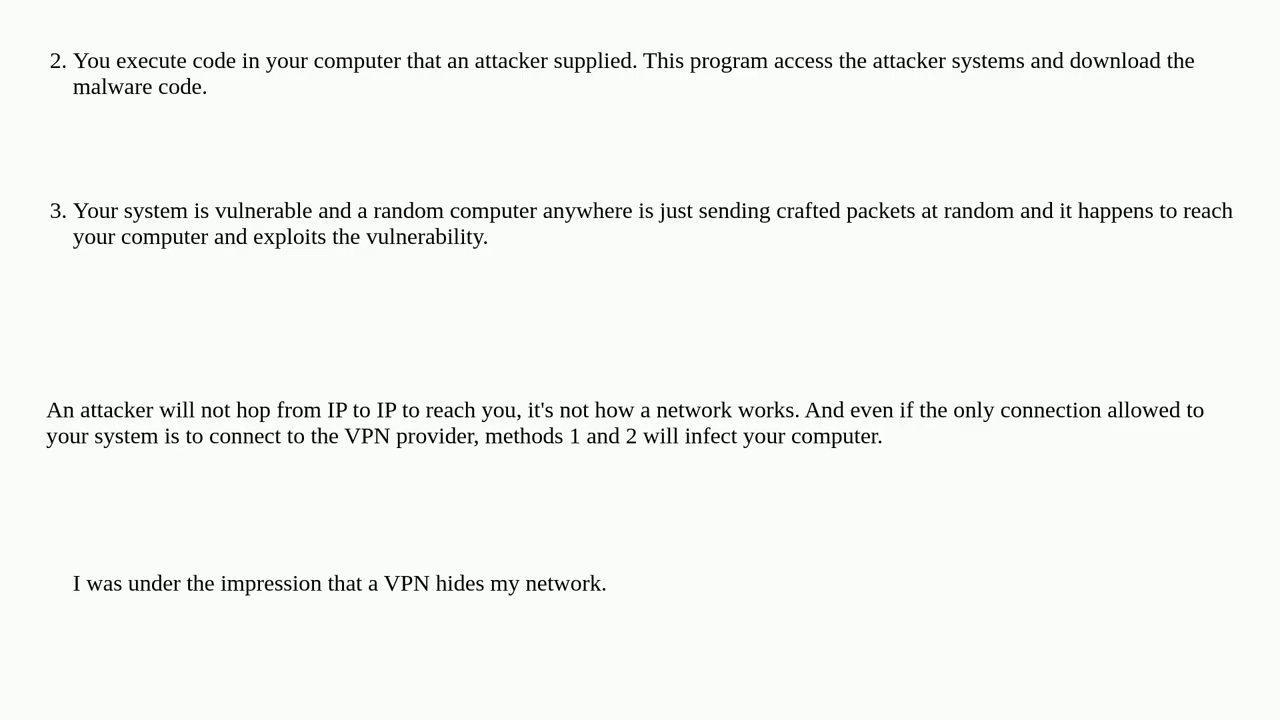 2. You execute code in your computer that an attacker supplied. This program access the attacker systems and download the
malware code.
3. Your system is vulnerable and a random computer anywhere is just sending crafted packets at random and it happens to reach
your computer and exploits the vulnerability.
An attacker will not hop from IP to IP to reach you, it's not how a network works. And even if the only connection allowed to
your system is to connect to the VPN provider, methods 1 and 2 will infect your computer.
I was under the impression that a VPN hides my network.